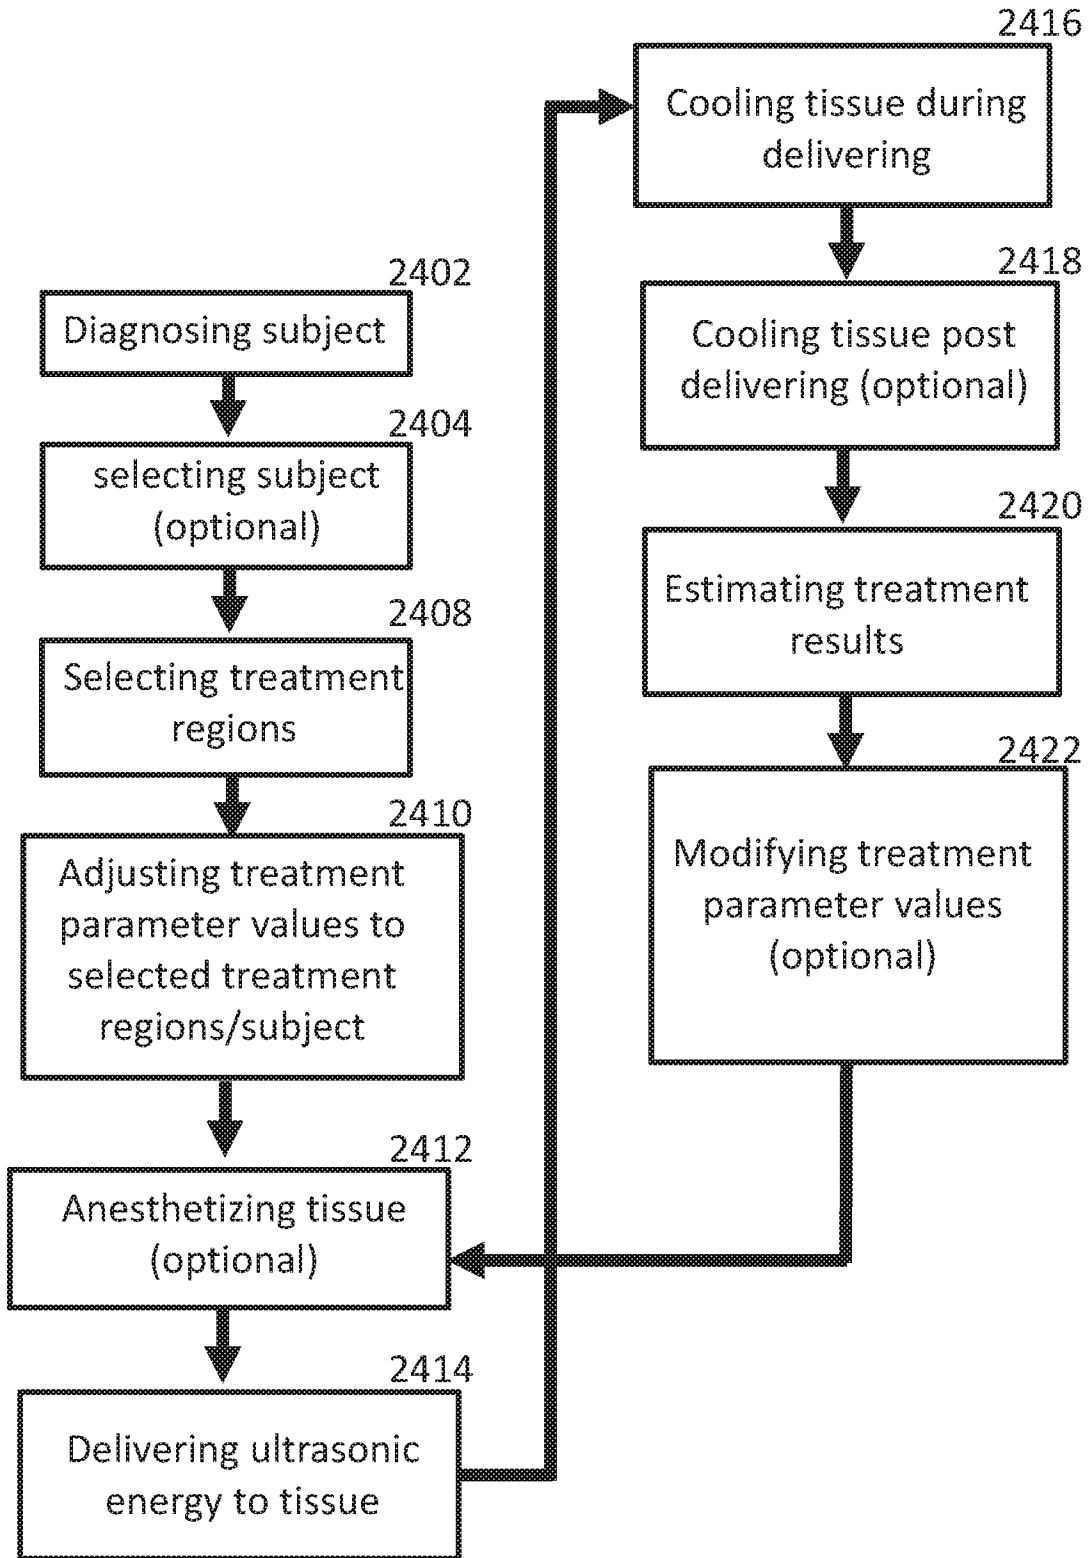 2402
Diagnosing subject
2404
selecting subject
(optional)
2408
Selecting treatment
regions
2410
Adjusting treatment
parameter values to
selected treatment
regions/subject
2412
Anesthetizing tissue
(optional)
2414
Delivering ultrasonic
energy to tissue
2416
Cooling tissue during
delivering
2418
Cooling tissue post
delivering (optional)
2420
Estimating treatment
results
2422
Modifying treatment
parameter values
(optional)